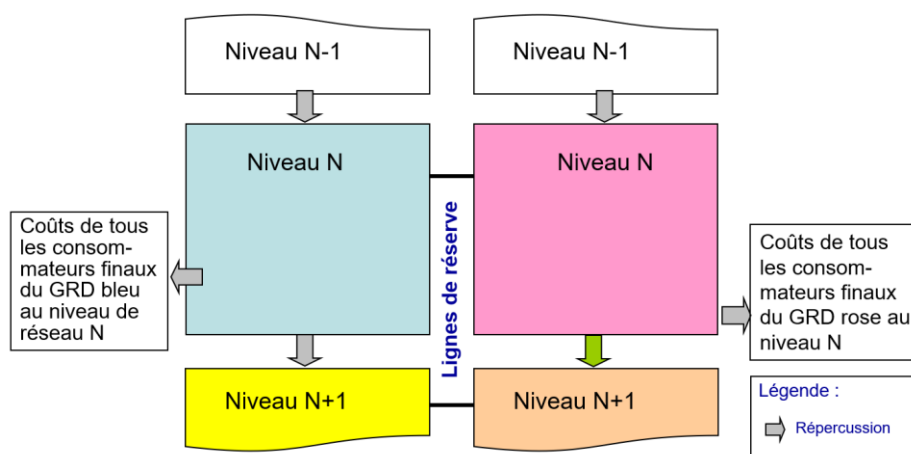 Niveau N-1
Niveau N-1
Niveau N
Niveau N
Lignes de réserve
Coûts de tous
les consom-
mateurs finaux
du GRD bleu
au niveau de
réseau N
Coûts de tous
les consom-
mateurs finaux
du GRD rose au
niveau N
Niveau N+1
Niveau N+1
Légende :
Répercussion